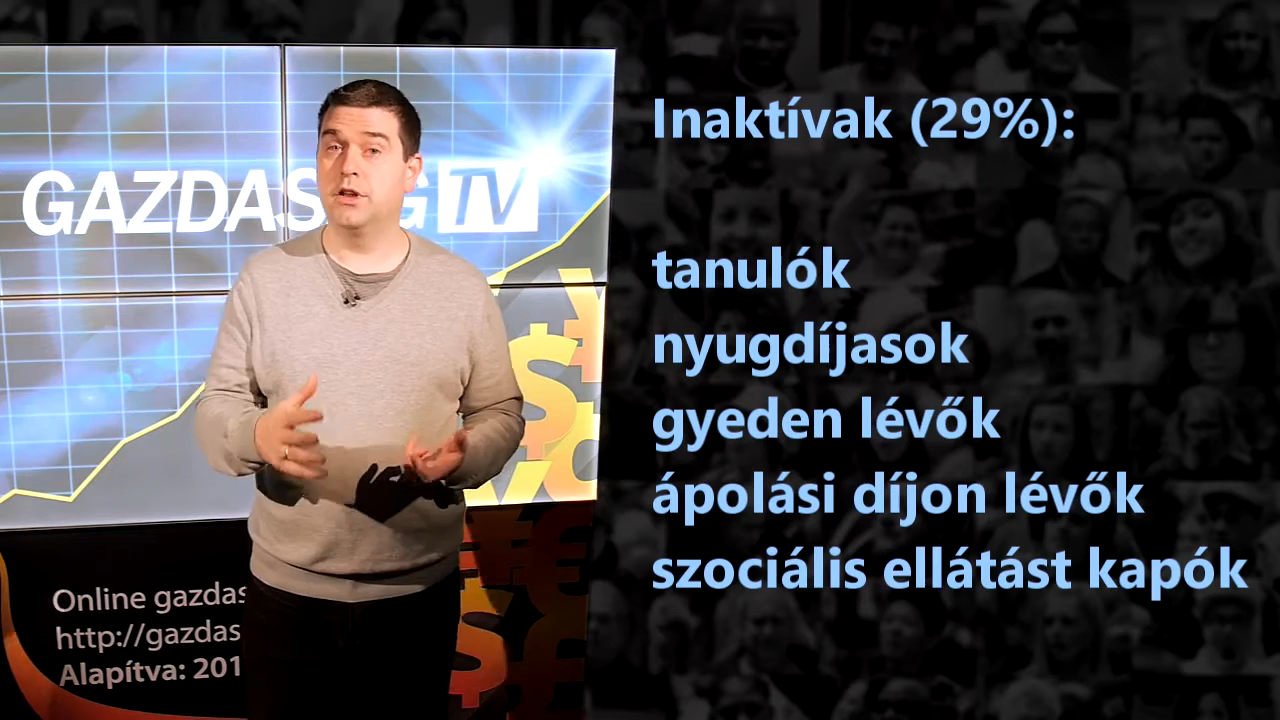 GAZDASÁG TV
Online gazdas
http://gazdas
Alapítva: 201
Inaktívak (29%):
tanulók
nyugdíjasok
gyeden lévők
ápolási díjon lévők
szociális ellátást kapók